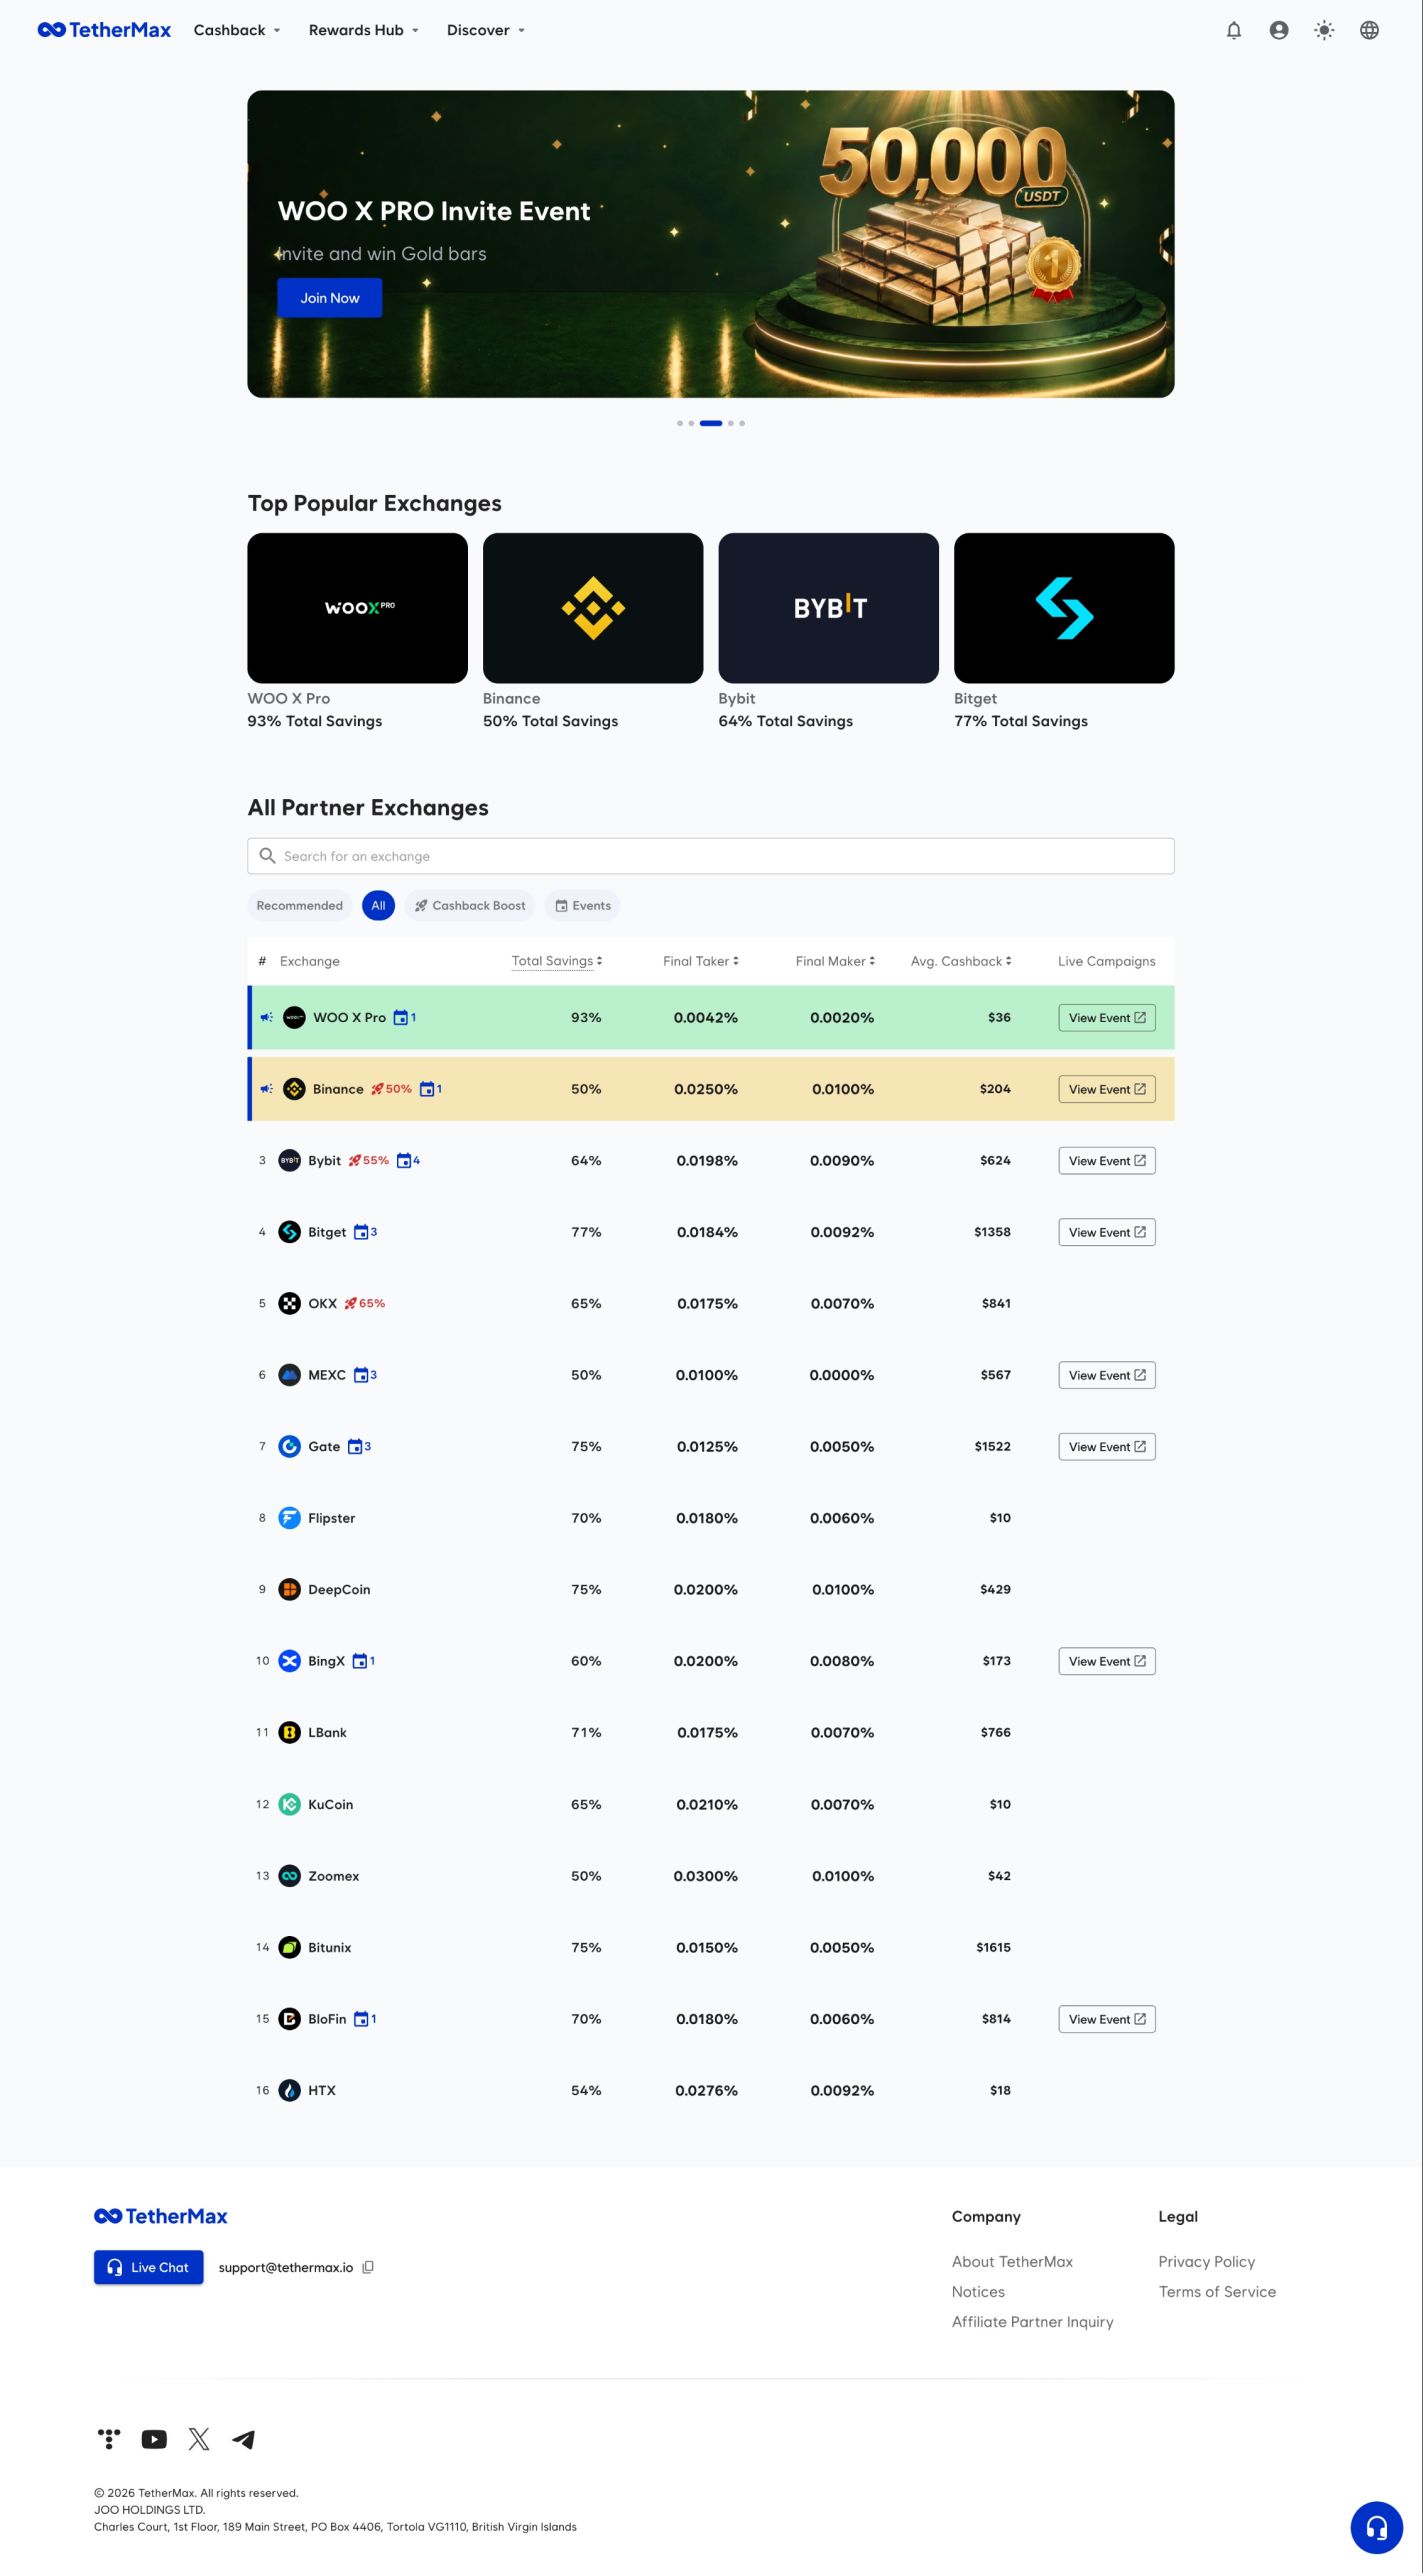 TetherMax Cashback Rewards Hub Discover
50,000
USDT
WOO X PRO Invite Event
Invite and win Gold bars
1
Join Now
Top Popular Exchanges
WOOX PRO
BYBIT
WOO X Pro Binance Bybit Bitget
93% Total Savings 50% Total Savings 64% Total Savings 77% Total Savings
All Partner Exchanges
Search for an exchange
Recommended All Cashback Boost Events
# Exchange Total Savings Final Taker Final Maker Avg. Cashback Live Campaigns
WOO X Pro 1 93% 0.0042% 0.0020% $36 View Event
Binance 50% 1 50% 0.0250% 0.0100% $204 View Event
3 BYBIT Bybit 55% 4 64% 0.0198% 0.0090% $624 View Event
4 Bitget 3 77% 0.0184% 0.0092% $1358 View Event
5 OKX 65% 65% 0.0175% 0.0070% $841
6 MEXC 3 50% 0.0100% 0.0000% $567 View Event
7 Gate 3 75% 0.0125% 0.0050% $1522 View Event
8 Flipster 70% 0.0180% 0.0060% $10
9 DeepCoin 75% 0.0200% 0.0100% $429
10 BingX 1 60% 0.0200% 0.0080% $173 View Event
11 LBank 71% 0.0175% 0.0070% $766
12 KuCoin 65% 0.0210% 0.0070% $10
13 Zoomex 50% 0.0300% 0.0100% $42
14 Bitunix 75% 0.0150% 0.0050% $1615
15 BloFin 1 70% 0.0180% 0.0060% $814 View Event
16 HTX 54% 0.0276% 0.0092% $18
TetherMax
Live Chat support@tethermax.io
Company
About TetherMax
Notices
Affiliate Partner Inquiry
Legal
Privacy Policy
Terms of Service
© 2026 TetherMax. All rights reserved.
JOO HOLDINGS LTD.
Charles Court, 1st Floor, 189 Main Street, PO Box 4406, Tortola VG1110, British Virgin Islands